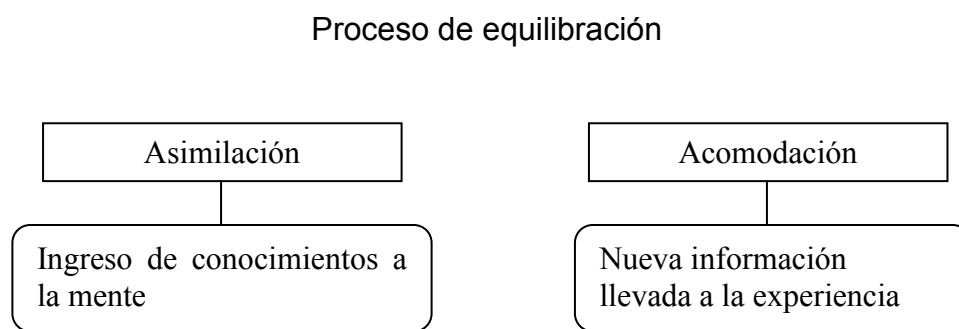 Proceso de equilibración
Asimilación
Acomodación
Ingreso de conocimientos a
la mente
Nueva información
llevada a la experiencia